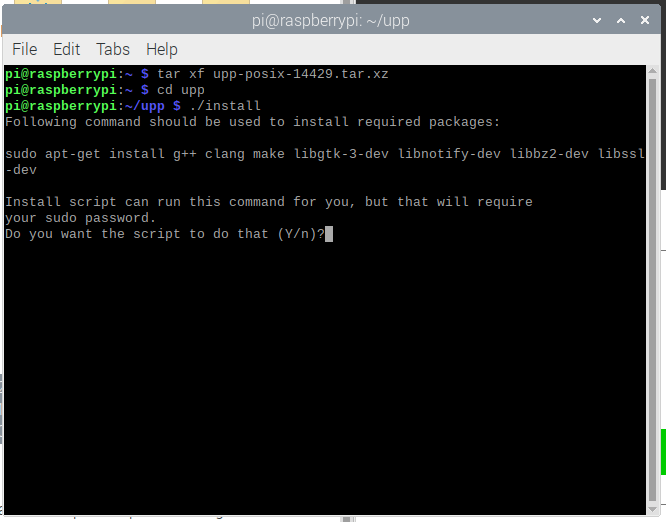 pi@raspberrypi: ~/upp
File Edit Tabs Help
pi@raspberrypi:~ $ tar xf upp-posix-14429.tar.xz
pi@raspberrypi:~ $ cd upp
pi@raspberrypi:~/upp $ ./install
Following command should be used to install required packages:
sudo apt-get install g++ clang make libgtk-3-dev libnotify-dev libbz2-dev libssl
-dev
Install script can run this command for you, but that will require
your sudo password.
Do you want the script to do that (Y/n)?